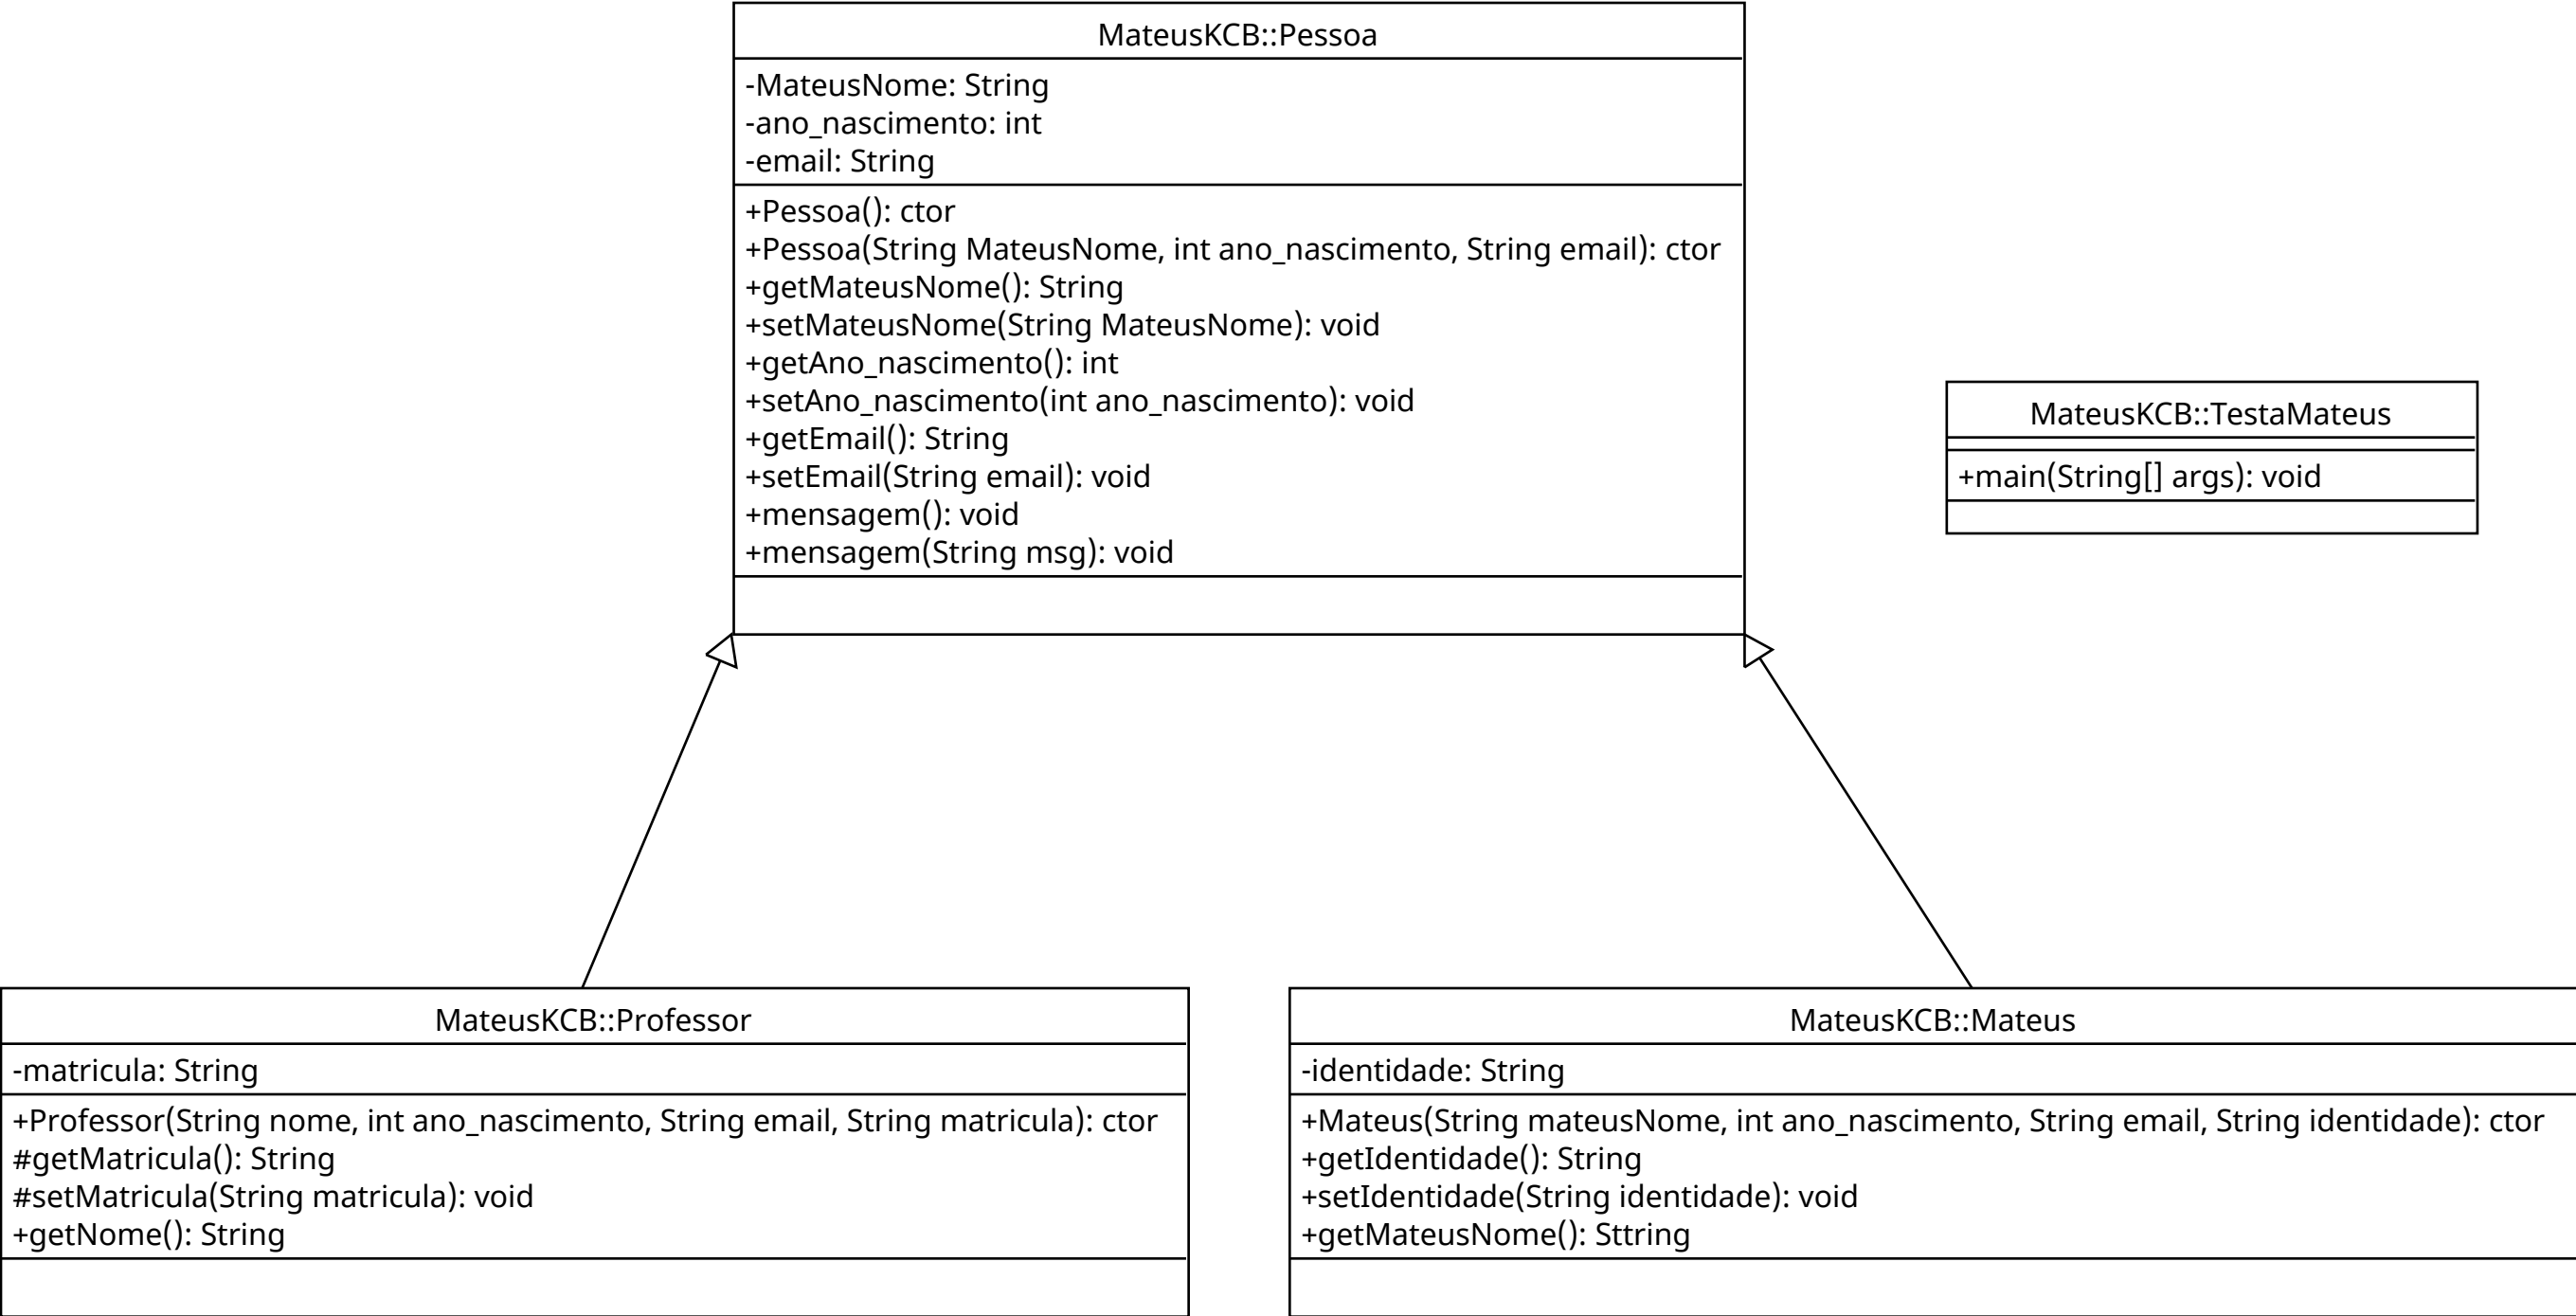 MateusKCB::Pessoa
-MateusNome: String
-ano_nascimento: int
-email: String
+Pessoa(): ctor
+Pessoa(String MateusNome, int ano_nascimento, String email): ctor
+getMateusNome(): String
+setMateusNome(String MateusNome): void
+getAno_nascimento(): int
+setAno_nascimento(int ano_nascimento): void
+getEmail(): String
+setEmail(String email): void
+mensagem(): void
+mensagem(String msg): void
MateusKCB::TestaMateus
+main(String[] args): void
MateusKCB::Professor
-matricula: String
+Professor(String nome, int ano_nascimento, String email, String matricula): ctor
#getMatricula(): String
#setMatricula(String matricula): void
+getNome(): String
MateusKCB::Mateus
-identidade: String
+Mateus(String mateusNome, int ano_nascimento, String email, String identidade): ctor
+getIdentidade(): String
+setIdentidade(String identidade): void
+getMateusNome(): Sttring